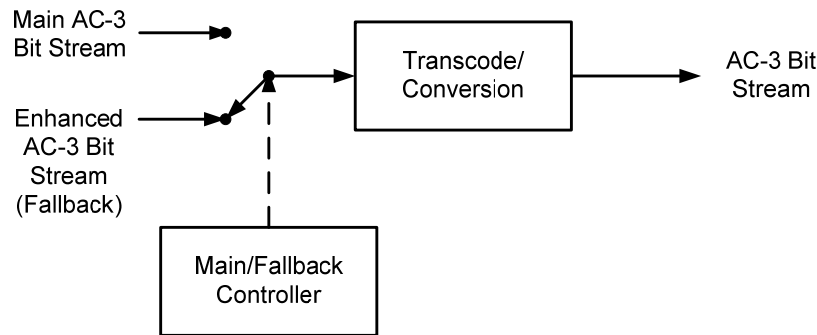 Main AC-3
Bit Stream
Transcode/
Conversion
AC-3 Bit
Stream
Enhanced
AC-3 Bit
Stream
(Fallback)
Main/Fallback
Controller